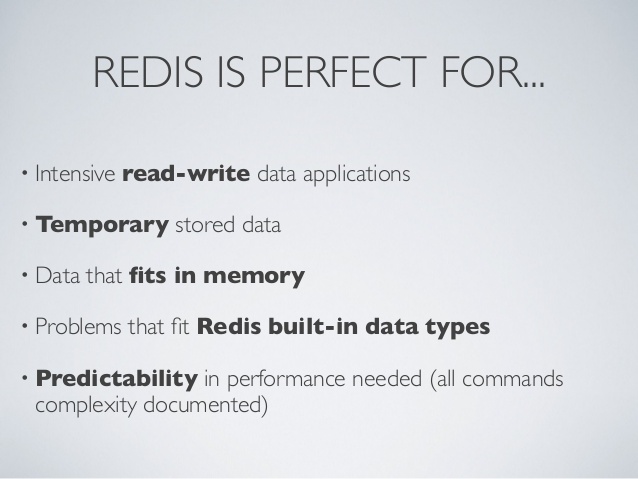 REDIS IS PERFECT FOR...
• Intensive read-write data applications
• Temporary stored data
• Data that fits in memory
• Problems that fit Redis built-in data types
• Predictability in performance needed (all commands
complexity documented)